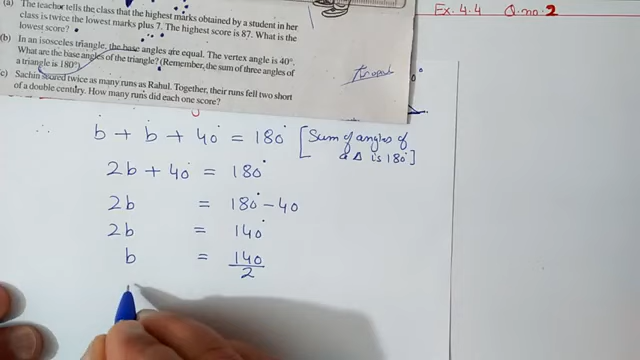 Ex. 4.4 Q.no. 2
(a) The teacher tells the class that the highest marks obtained by a student in her
class is twice the lowest marks plus 7. The highest score is 87. What is the
lowest score?
(b) In an isosceles triangle, the base angles are equal. The vertex angle is 40°.
What are the base angles of the triangle? (Remember, the sum of three angles of
a triangle is 180°).
c) Sachin scored twice as many runs as Rahul. Together, their runs fell two short
of a double century. How many runs did each one score?
∴ b° + b° + 40° = 180° [Sum of angles of
a Δ is 180°]
2b + 40° = 180°
2b = 180° - 40
2b = 140°
b = 140/2